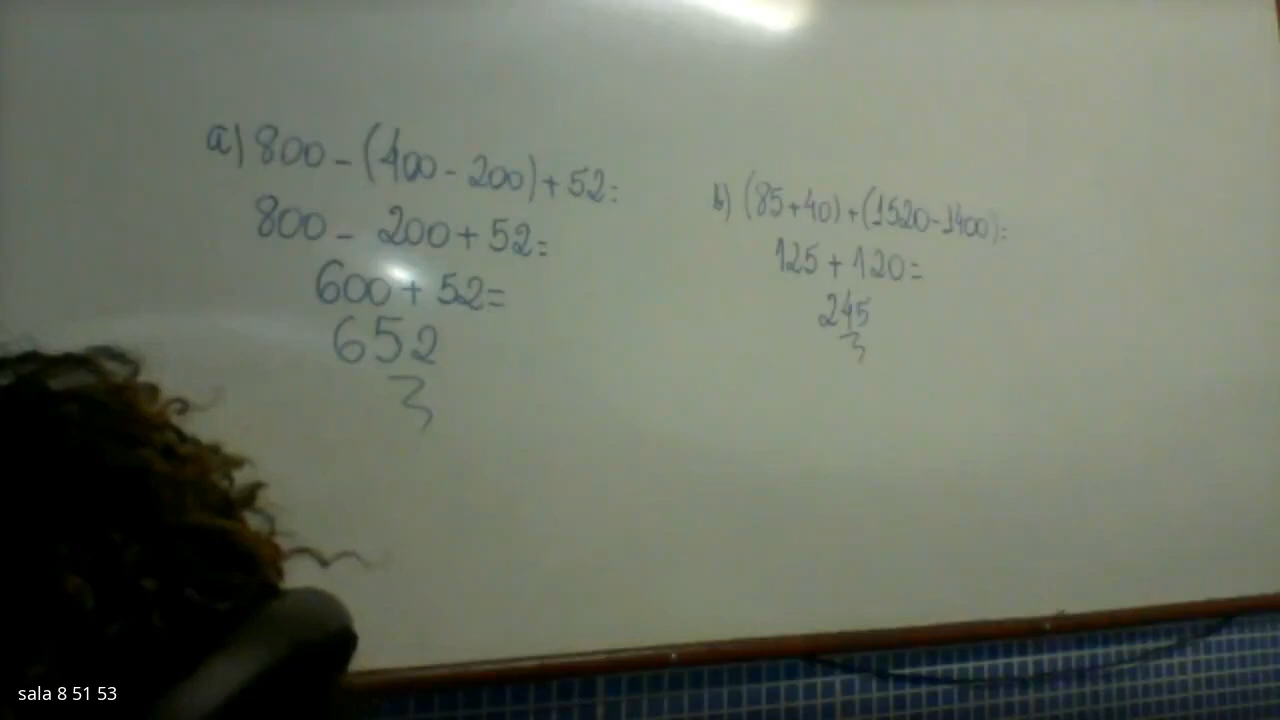 a) 800 - (400 - 200) + 52 =
800 - 200 + 52 =
600 + 52 =
652
b) (85 + 40) + (1520 - 1400) =
125 + 120 =
245
sala 8 51 53